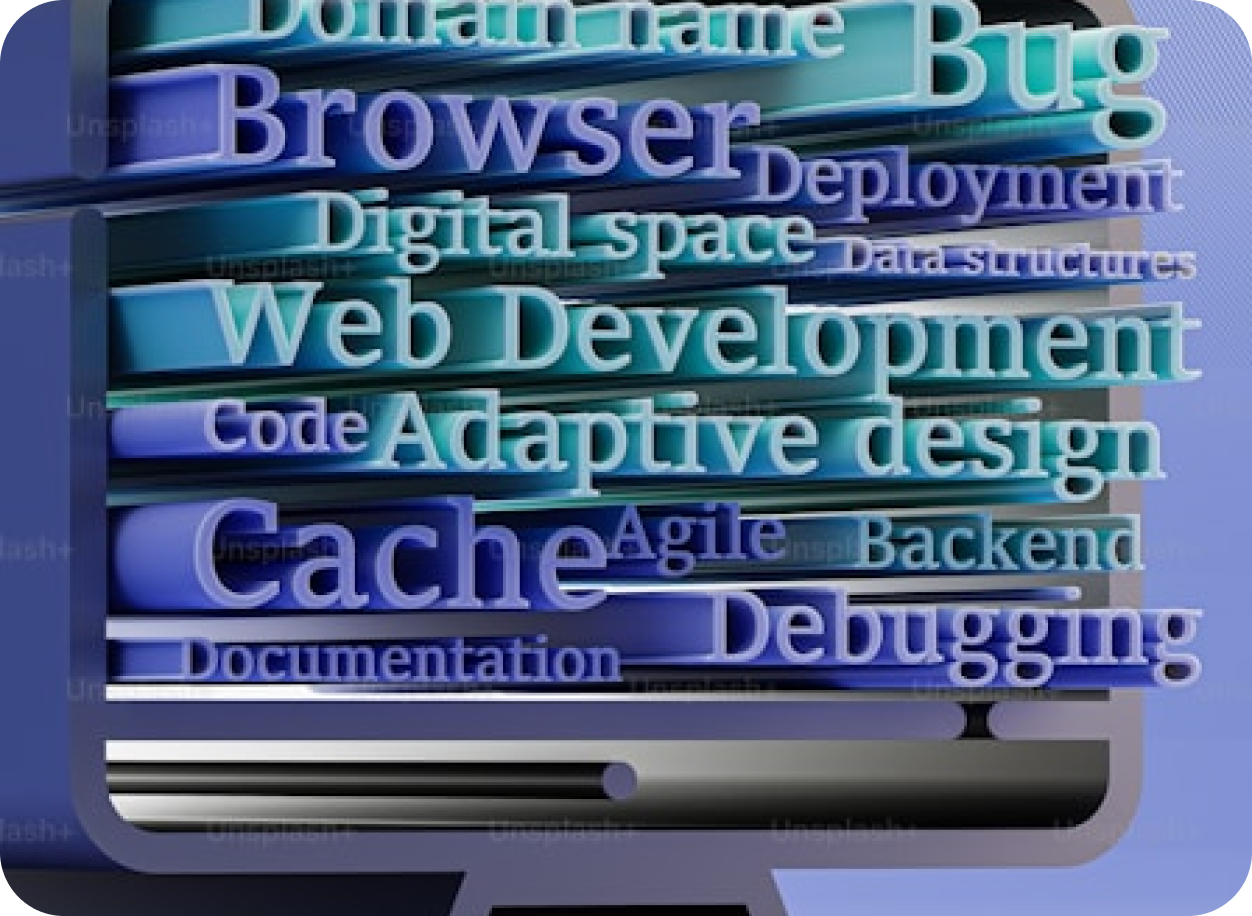 Domain name
Bug
Browser
Deployment
Digital space
Data structures
Web Development
Code
Adaptive design
Cache
Agile
Backend
Debugging
Documentation
Unsplash+